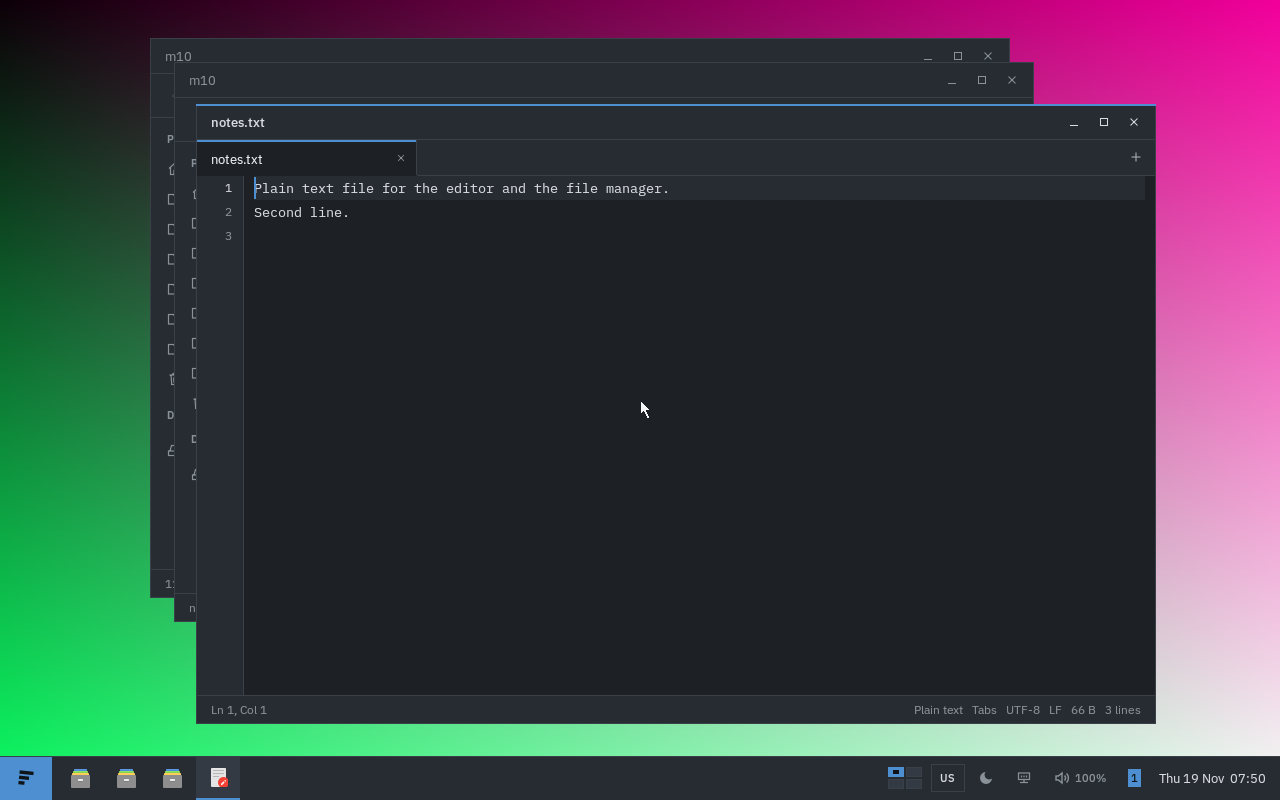 m10
m10
notes.txt
notes.txt
1 Plain text file for the editor and the file manager.
2 Second line.
3
Ln 1, Col 1 Plain text Tabs UTF-8 LF 66 B 3 lines
US 100% 1 Thu 19 Nov 07:50